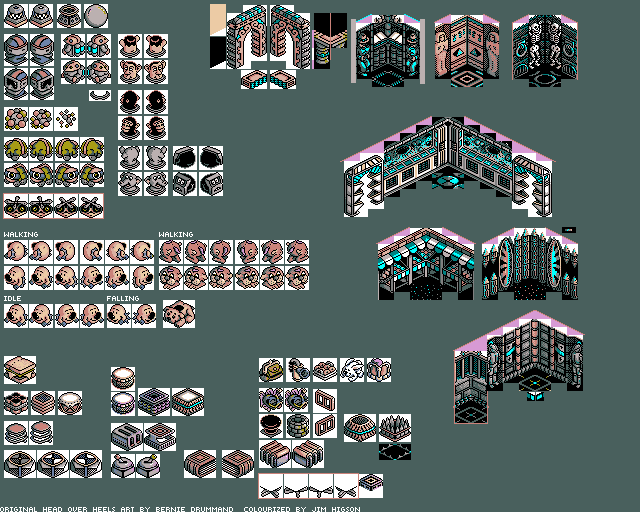 WALKING WALKING
IDLE FALLING
ORIGINAL HEAD OVER HEELS ART BY BERNIE DRUMMAND COLOURIZED BY JIM HIGSON